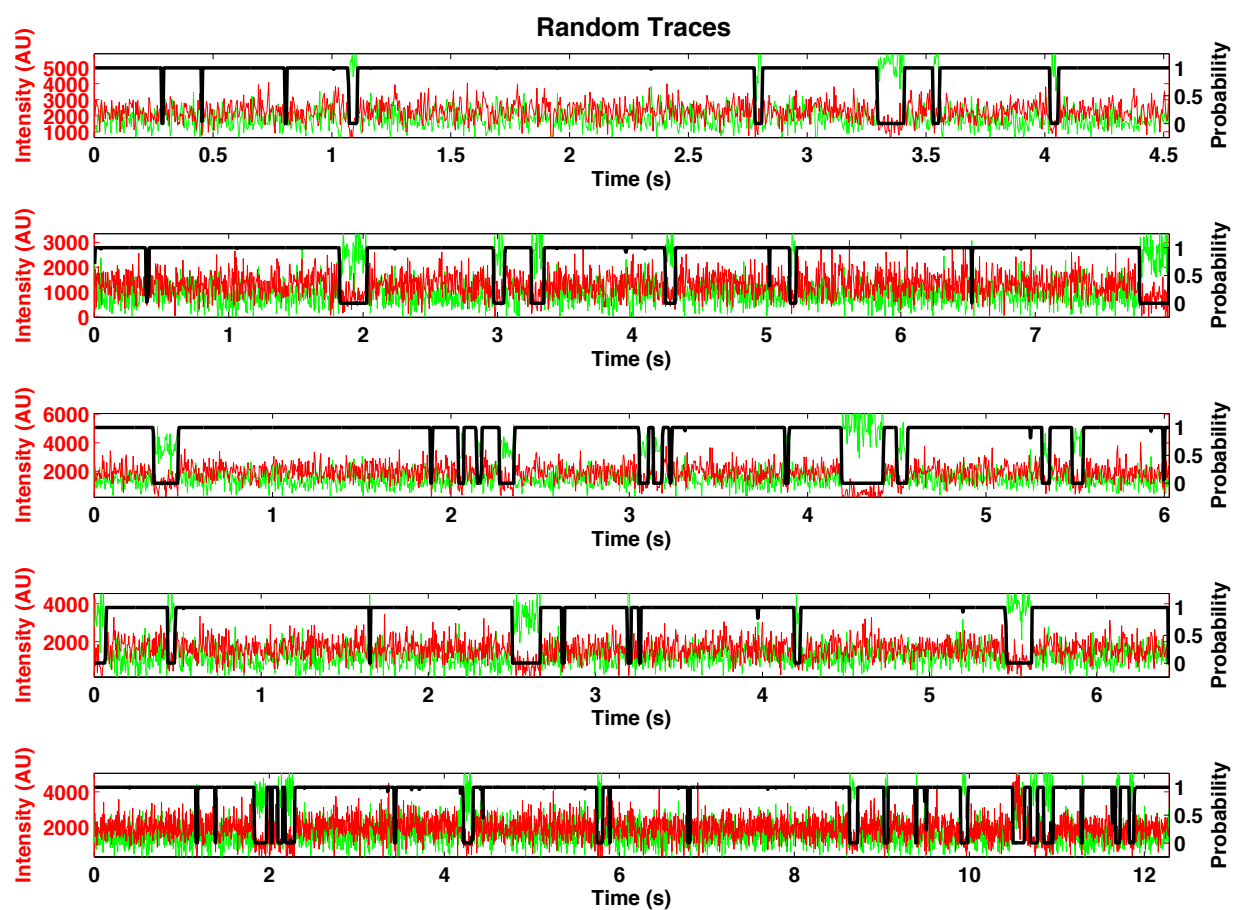 Random Traces
Intensity (AU)
5000
4000
3000
2000
1000
1
0.5
0
Probability
0 0.5 1 1.5 2 2.5 3 3.5 4 4.5
Time (s)
Intensity (AU)
3000
2000
1000
0
1
0.5
0
Probability
0 1 2 3 4 5 6 7
Time (s)
Intensity (AU)
6000
4000
2000
1
0.5
0
Probability
0 1 2 3 4 5 6
Time (s)
Intensity (AU)
4000
2000
1
0.5
0
Probability
0 1 2 3 4 5 6
Time (s)
Intensity (AU)
4000
2000
1
0.5
0
Probability
0 2 4 6 8 10 12
Time (s)